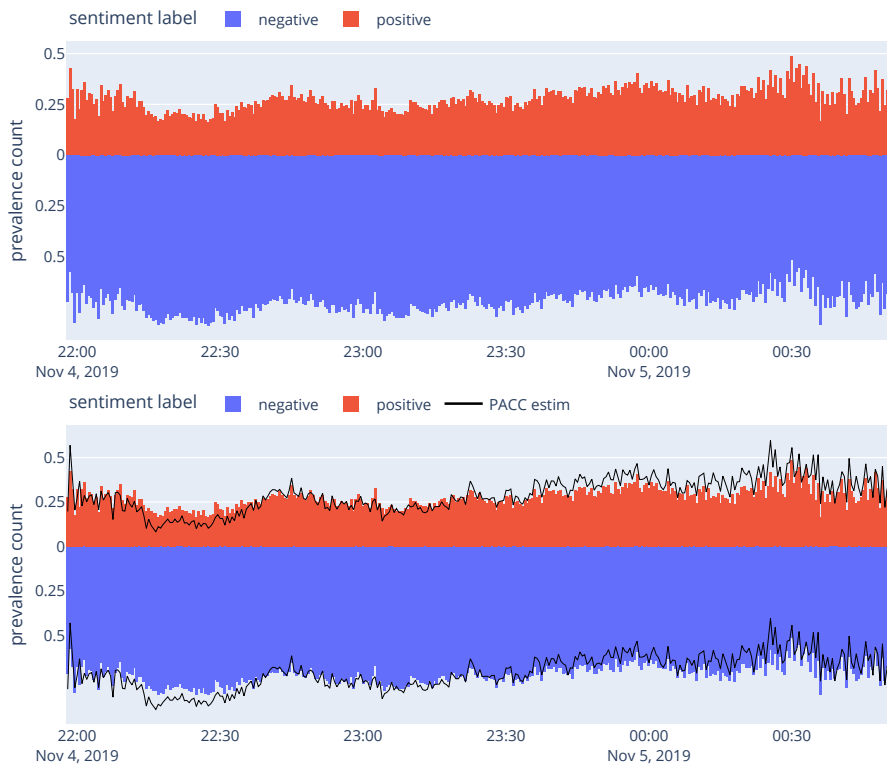 sentiment label negative positive
prevalence count
0.5
0.25
0
0.25
0.5
22:00 22:30 23:00 23:30 00:00 00:30
Nov 4, 2019 Nov 5, 2019
sentiment label negative positive PACC estim
prevalence count
0.5
0.25
0
0.25
0.5
22:00 22:30 23:00 23:30 00:00 00:30
Nov 4, 2019 Nov 5, 2019